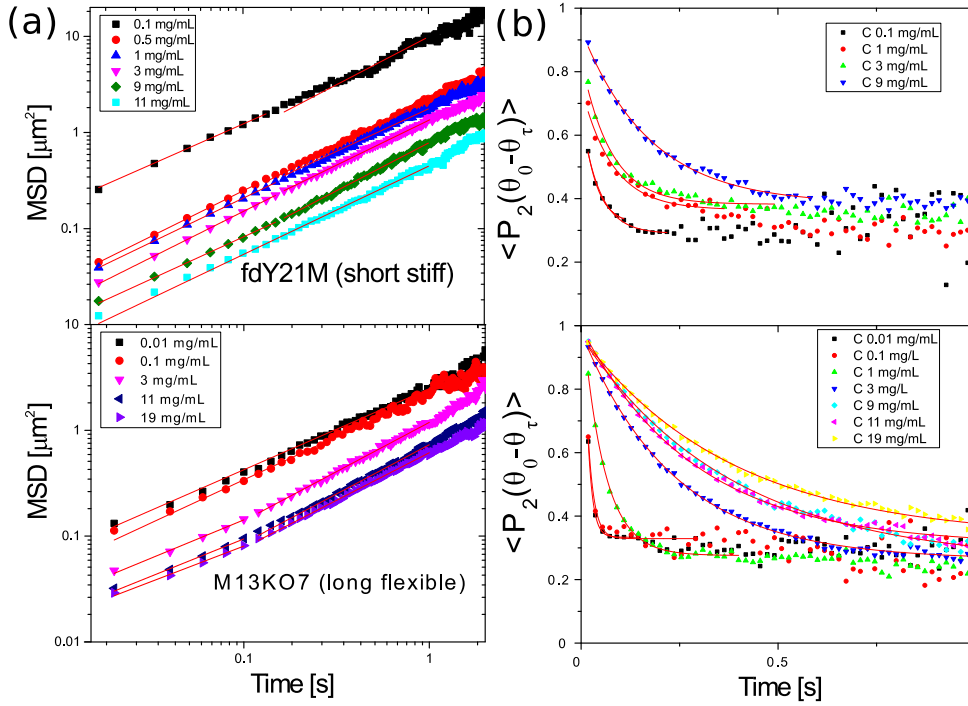 (a)
0.1 mg/mL
0.5 mg/mL
1 mg/mL
3 mg/mL
9 mg/mL
11 mg/mL
MSD [μm²]
10
1
0.1
10
fdY21M (short stiff)
0.01 mg/mL
0.1 mg/mL
3 mg/mL
11 mg/mL
19 mg/mL
MSD [μm²]
1
0.1
0.01
M13KO7 (long flexible)
0.1
1
Time [s]
(b)
C 0.1 mg/mL
C 1 mg/mL
C 3 mg/mL
C 9 mg/mL
<P₂(θ₀-θτ)>
1
0.8
0.6
0.4
0.2
C 0.01 mg/mL
C 0.1 mg/L
C 1 mg/mL
C 3 mg/L
C 9 mg/mL
C 11 mg/mL
C 19 mg/mL
<P₂(θ₀-θτ)>
1
0.8
0.6
0.4
0.2
0
0
0.5
Time [s]